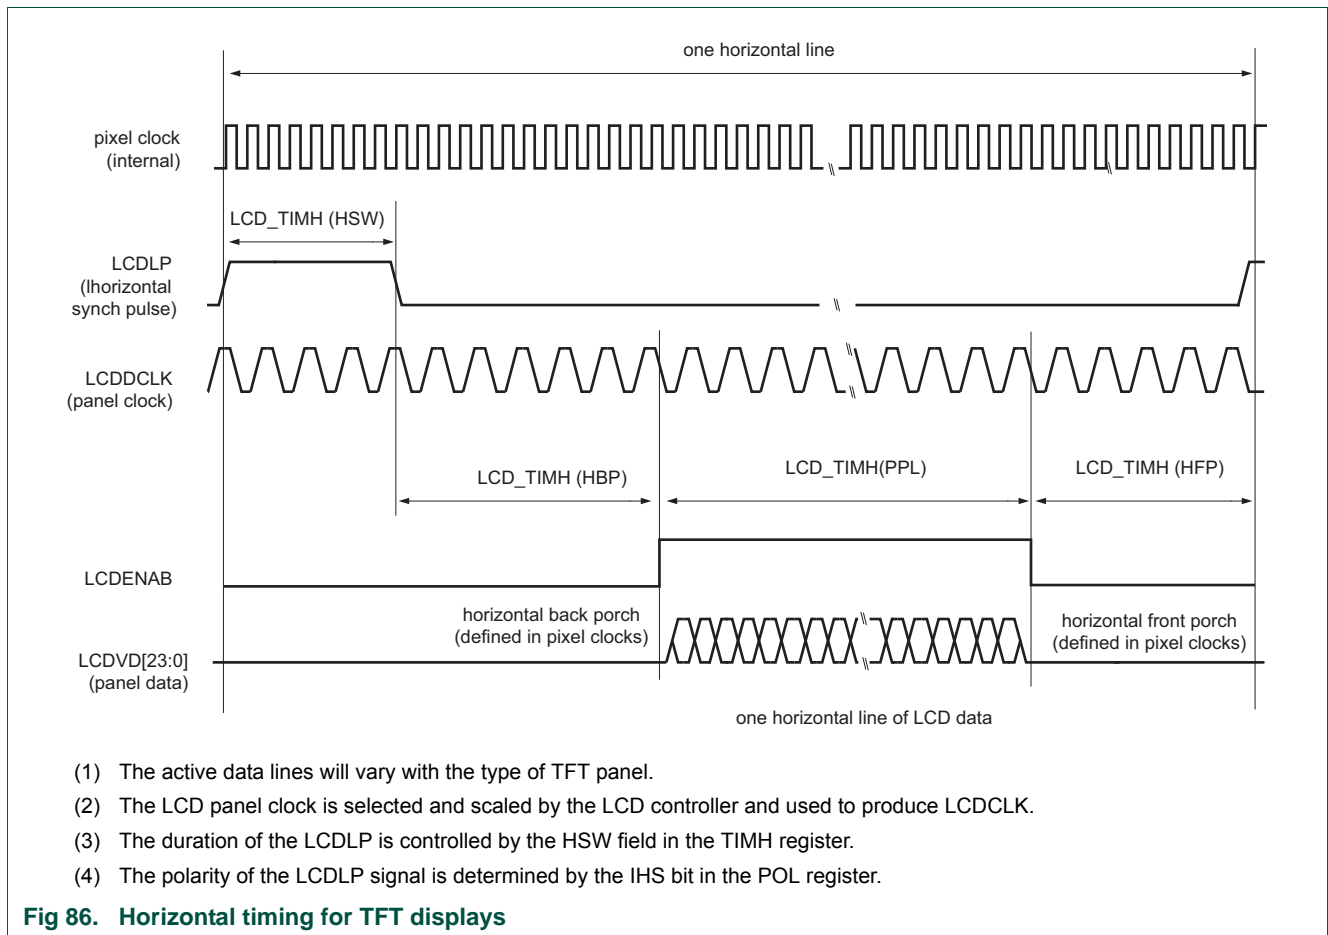 one horizontal line
pixel clock
(internal)
LCD_TIMH (HSW)
LCDLP
(lhorizontal
synch pulse)
LCDDCLK
(panel clock)
LCD_TIMH (HBP)
LCD_TIMH(PPL)
LCD_TIMH (HFP)
LCDENAB
horizontal back porch
(defined in pixel clocks)
horizontal front porch
(defined in pixel clocks)
LCDVD[23:0]
(panel data)
one horizontal line of LCD data
(1) The active data lines will vary with the type of TFT panel.
(2) The LCD panel clock is selected and scaled by the LCD controller and used to produce LCDCLK.
(3) The duration of the LCDLP is controlled by the HSW field in the TIMH register.
(4) The polarity of the LCDLP signal is determined by the IHS bit in the POL register.
Fig 86. Horizontal timing for TFT displays